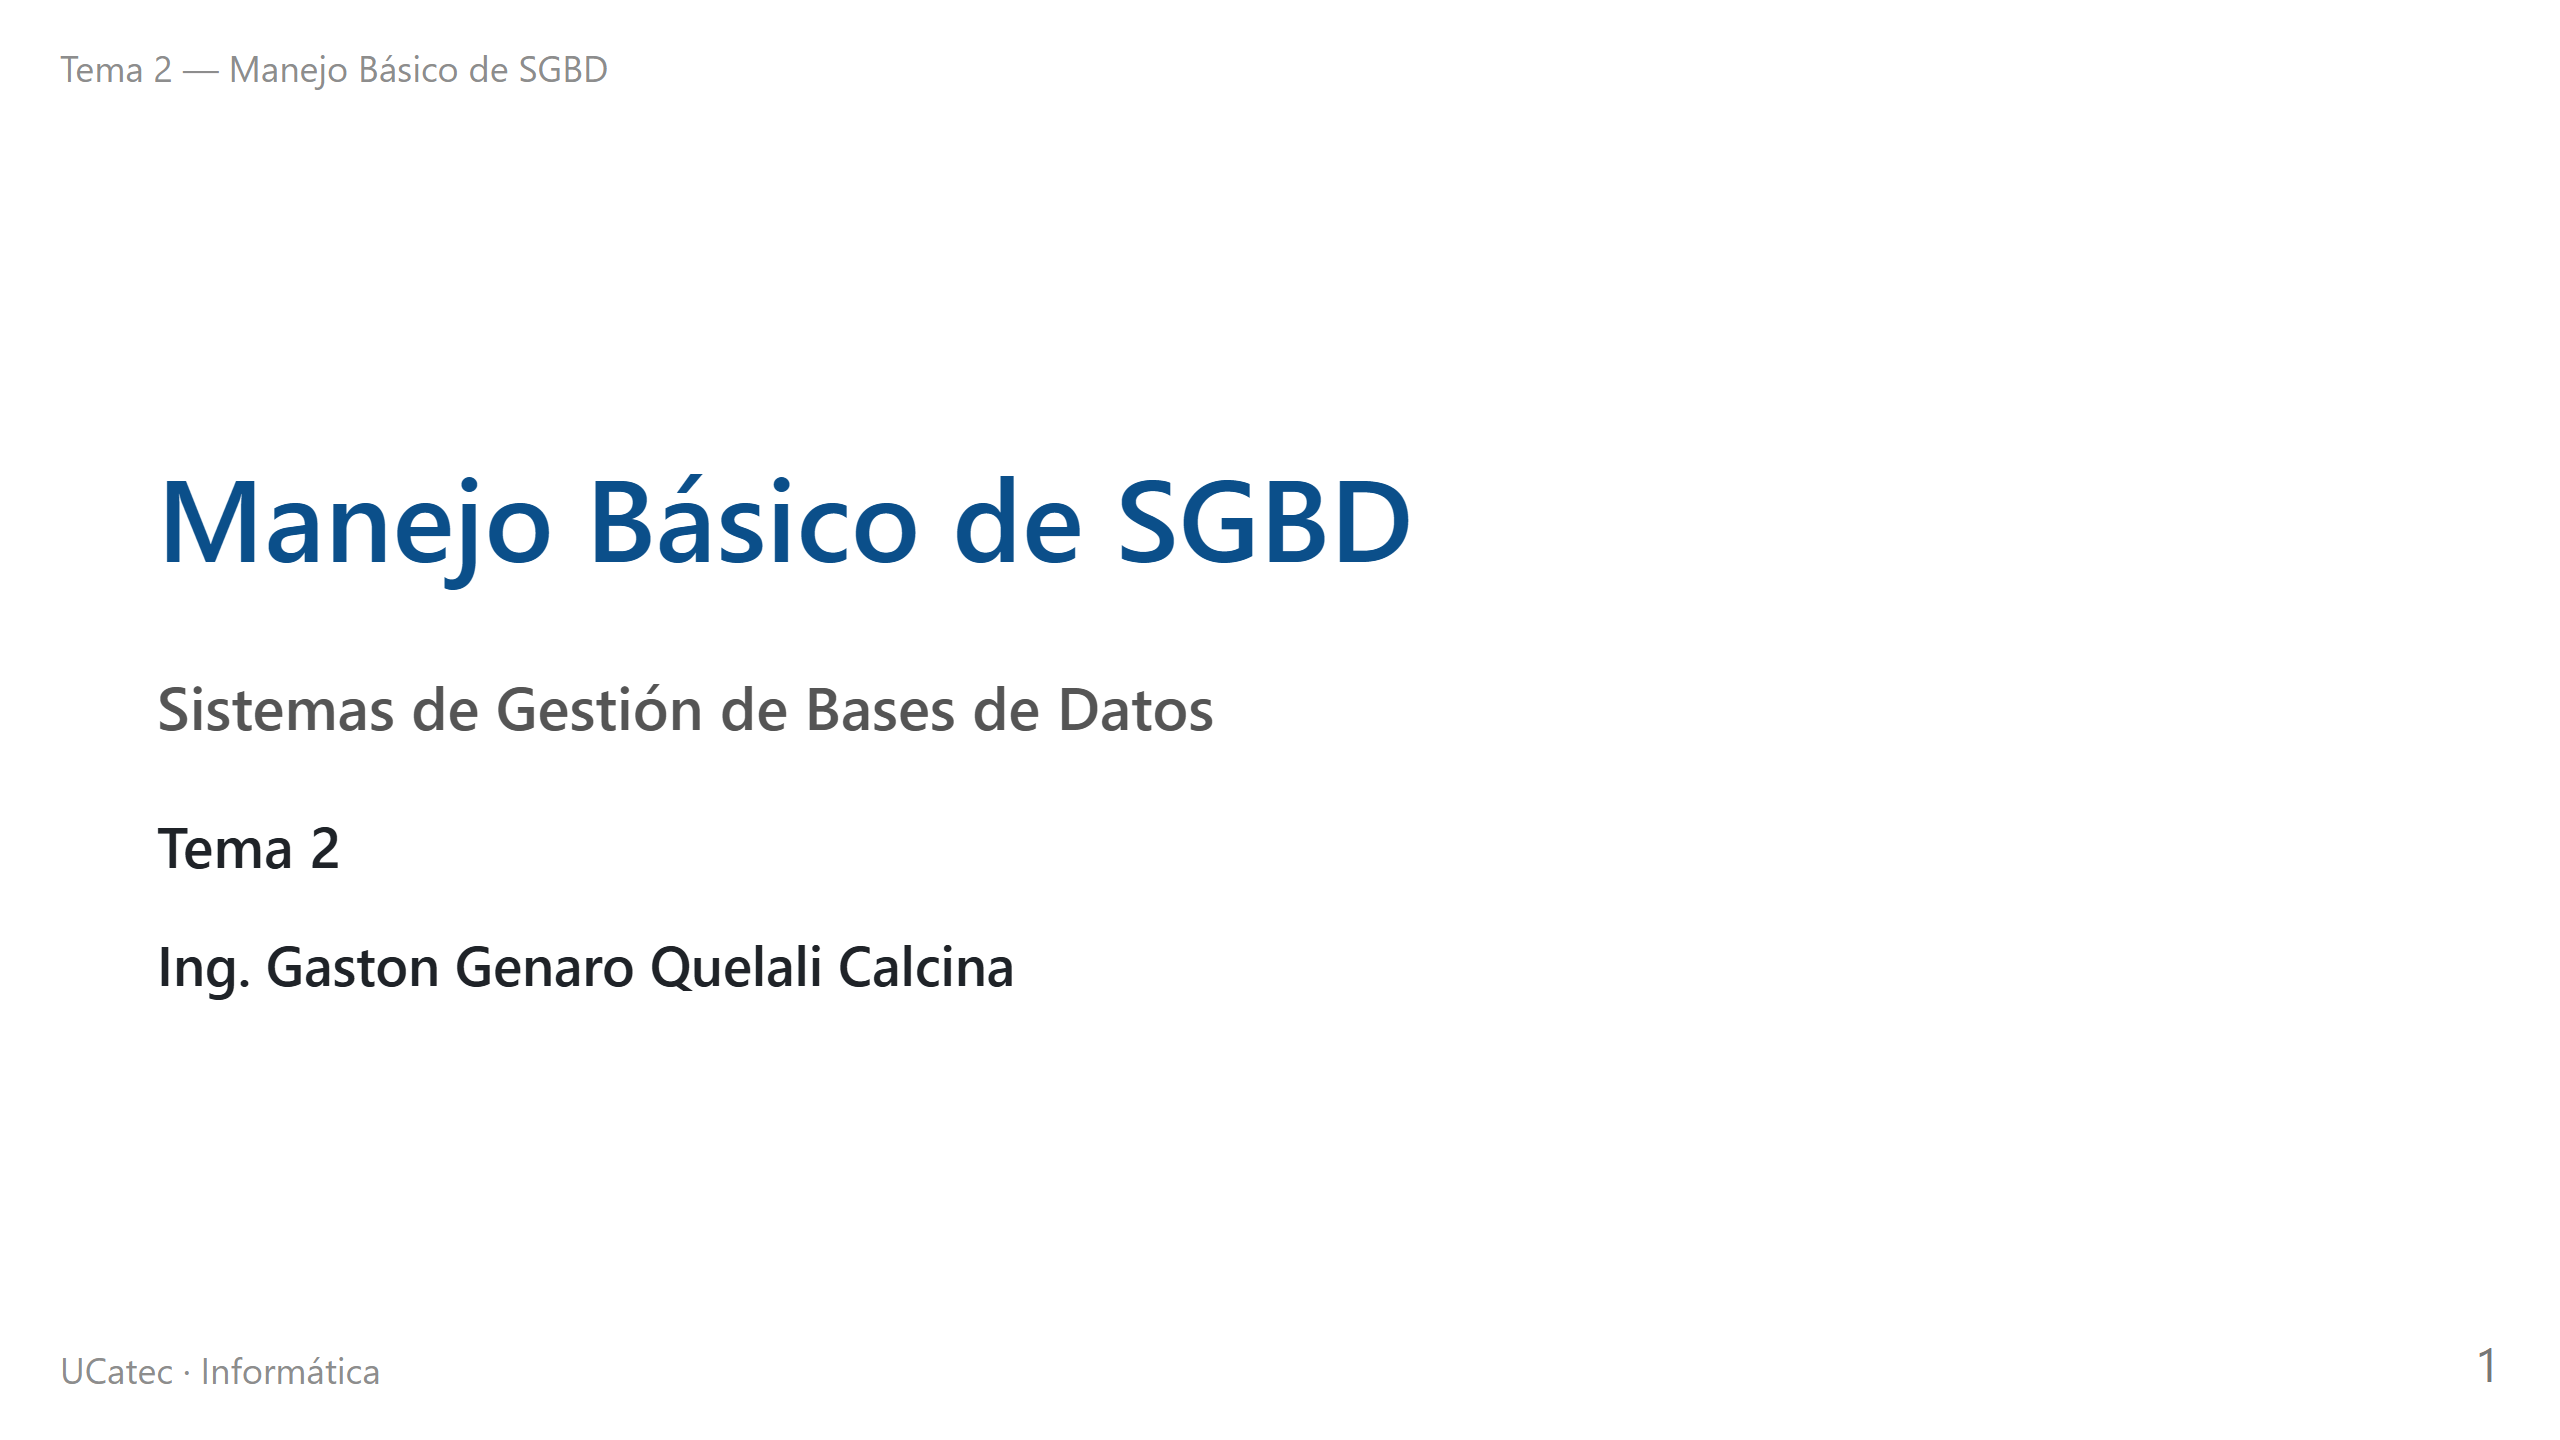 Tema 2 — Manejo Básico de SGBD
Manejo Básico de SGBD
Sistemas de Gestión de Bases de Datos
Tema 2
Ing. Gaston Genaro Quelali Calcina
UCatec · Informática
1